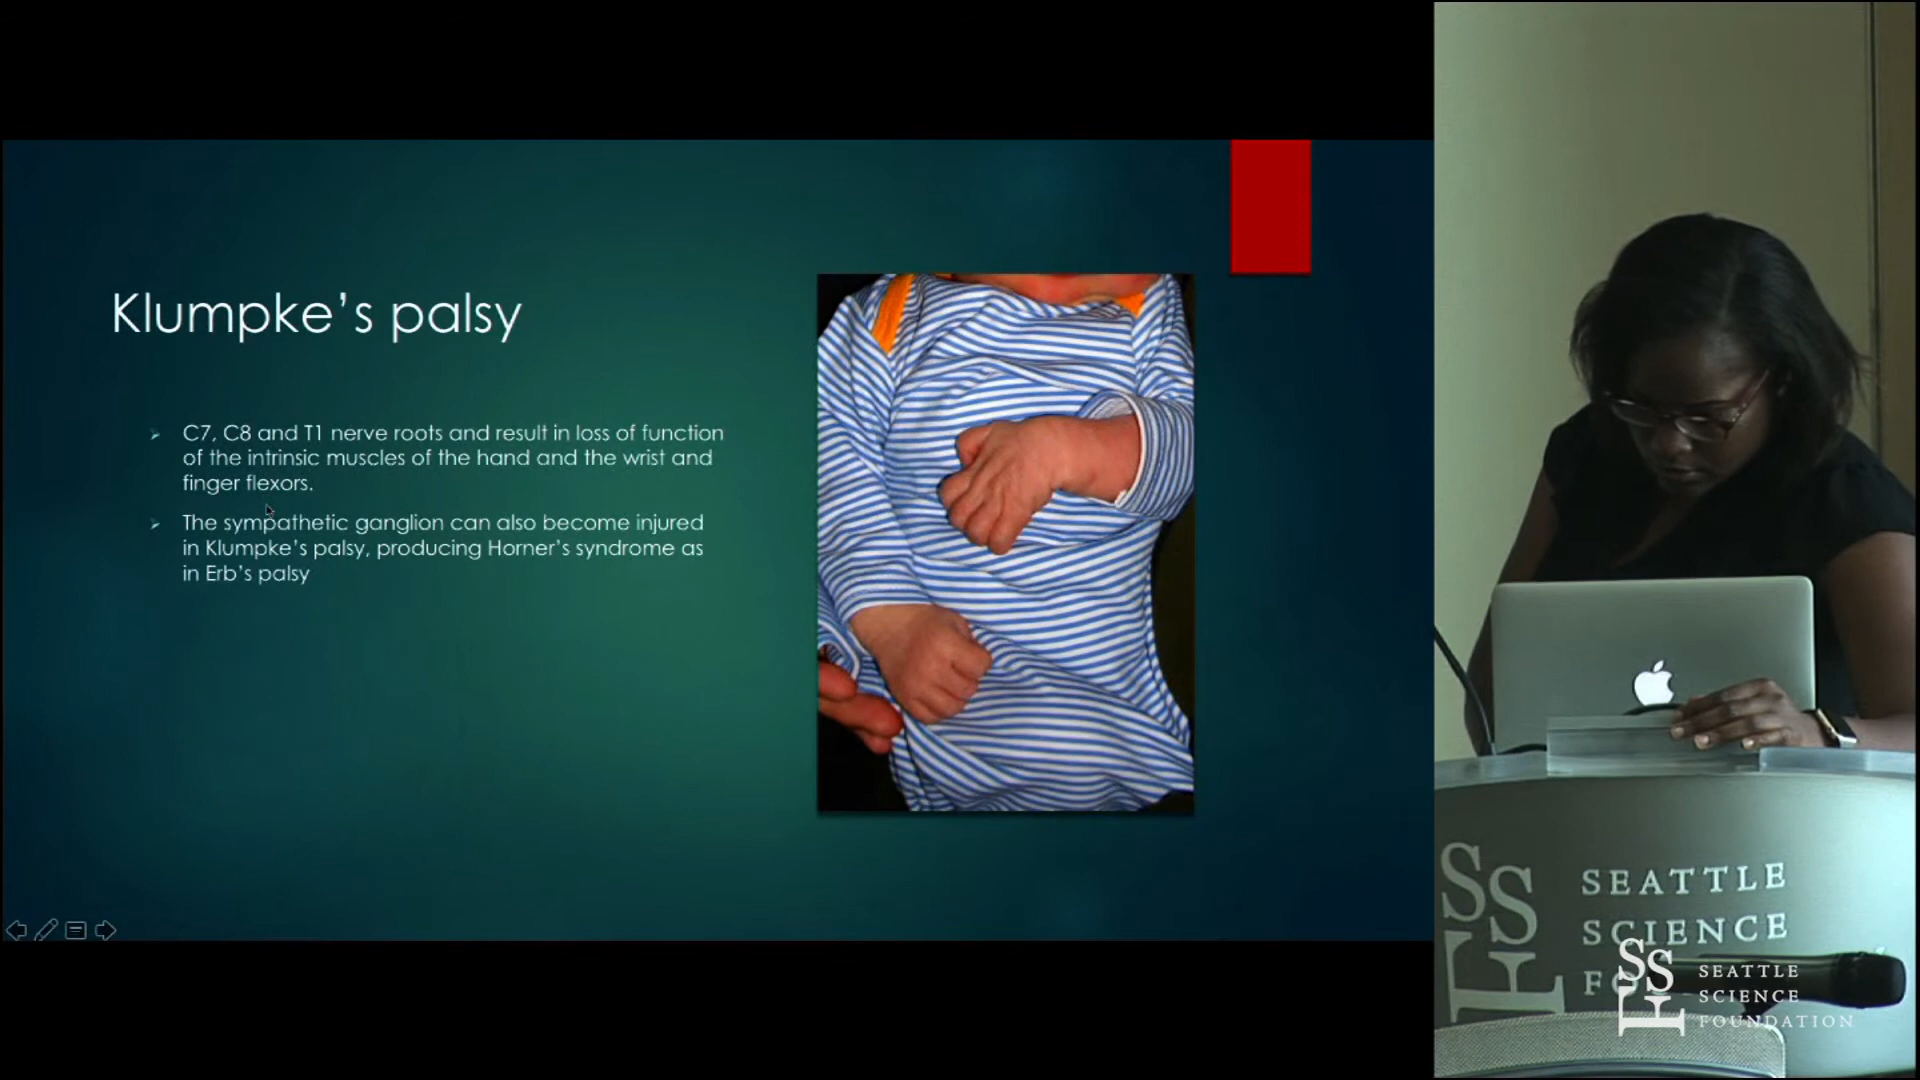 Klumpke's palsy
C7, C8 and T1 nerve roots and result in loss of function
of the intrinsic muscles of the hand and the wrist and
finger flexors.
The sympathetic ganglion can also become injured
in Klumpke's palsy, producing Horner's syndrome as
in Erb's palsy
SSF
SEATTLE
SCIENCE
SSF
SEATTLE
SCIENCE
FOUNDATION